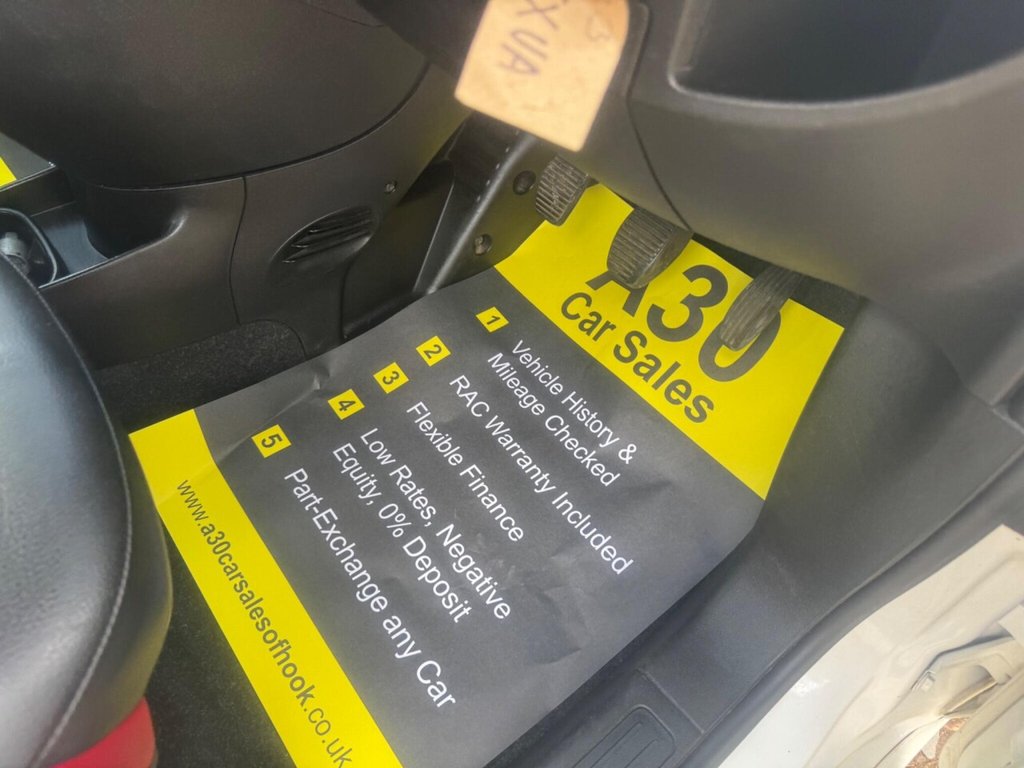 X UA
A30
Car Sales
1 Vehicle History &
Mileage Checked
2 RAC Warranty Included
3 Flexible Finance
4 Low Rates, Negative
Equity, 0% Deposit
5 Part-Exchange any Car
www.a30carsalesofhook.co.uk